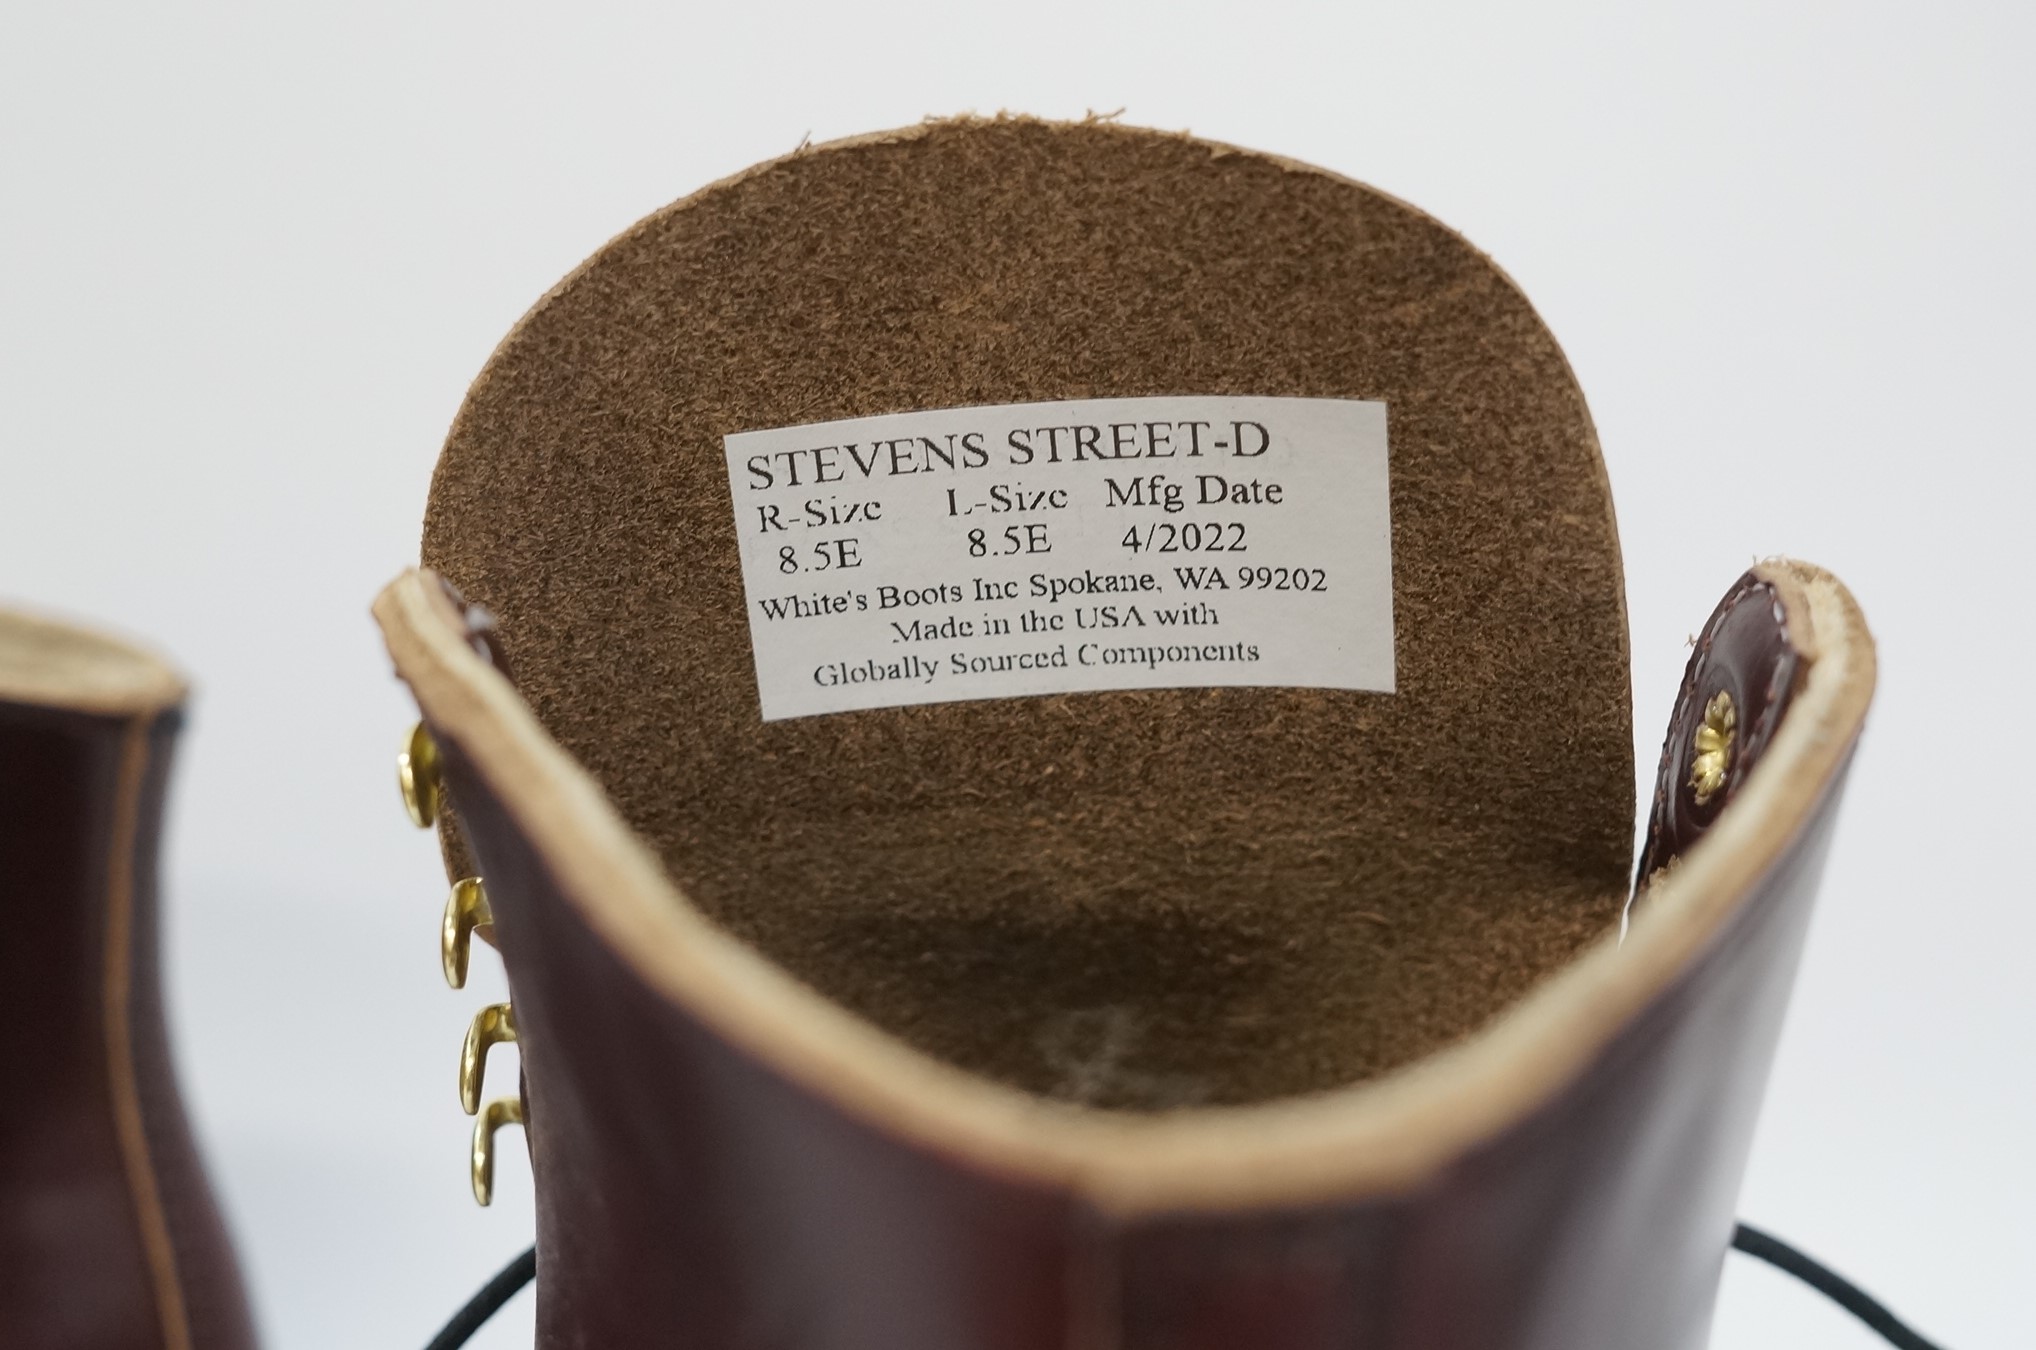 STEVENS STREET-D
R-Size L-Size Mfg Date
8.5E 8.5E 4/2022
White's Boots Inc Spokane, WA 99202
Made in the USA with
Globally Sourced Components